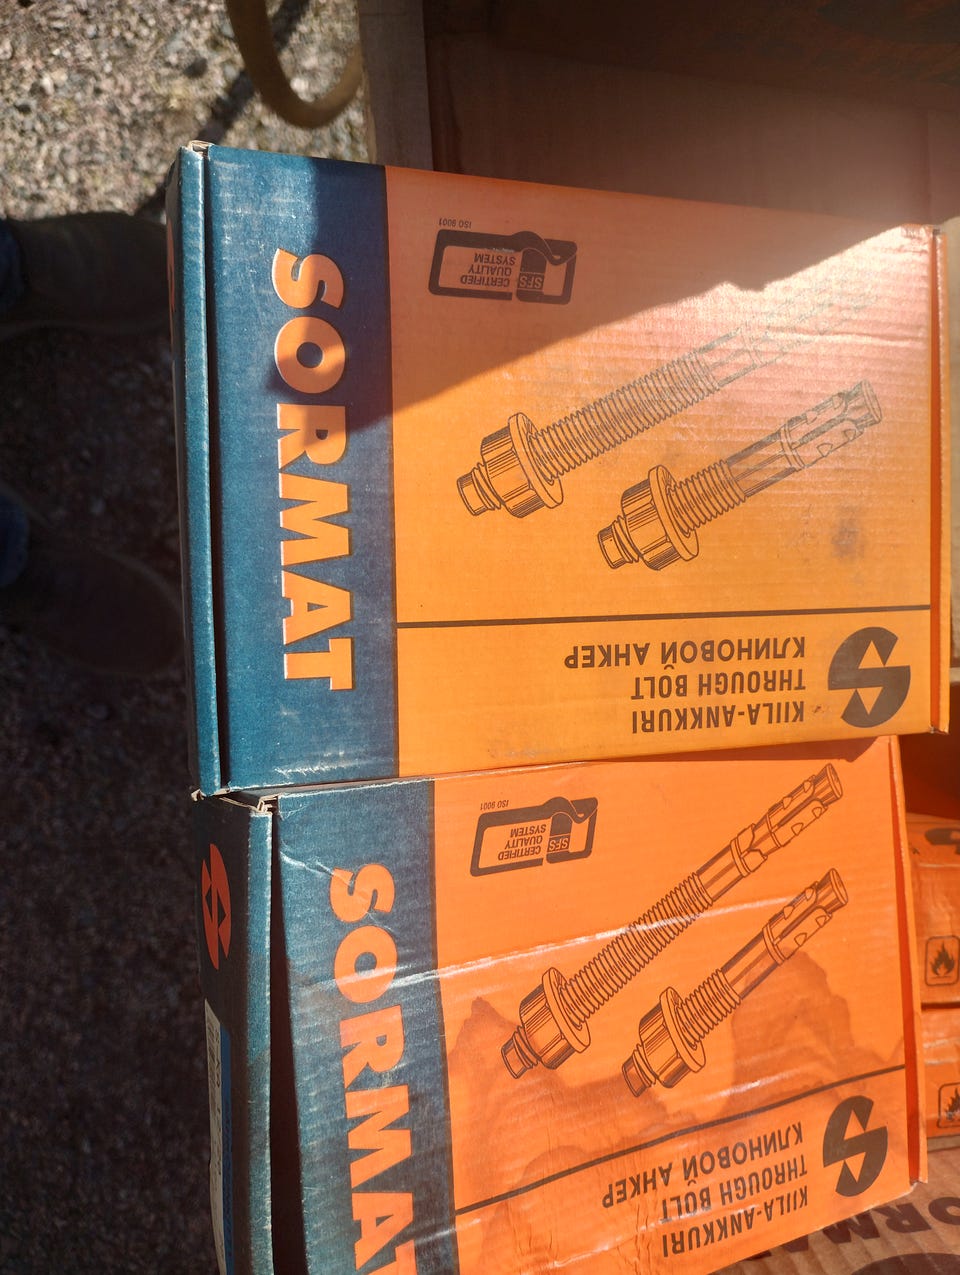 SORMAT
ISO 9001
CERTIFIED
QUALITY
SYSTEM
SFS
KIILA-ANKKURI
THROUGH BOLT
КЛИНОВОЙ АНКЕР
SORMAT
ISO 9001
CERTIFIED
QUALITY
SYSTEM
SFS
KIILA-ANKKURI
THROUGH BOLT
КЛИНОВОЙ АНКЕР